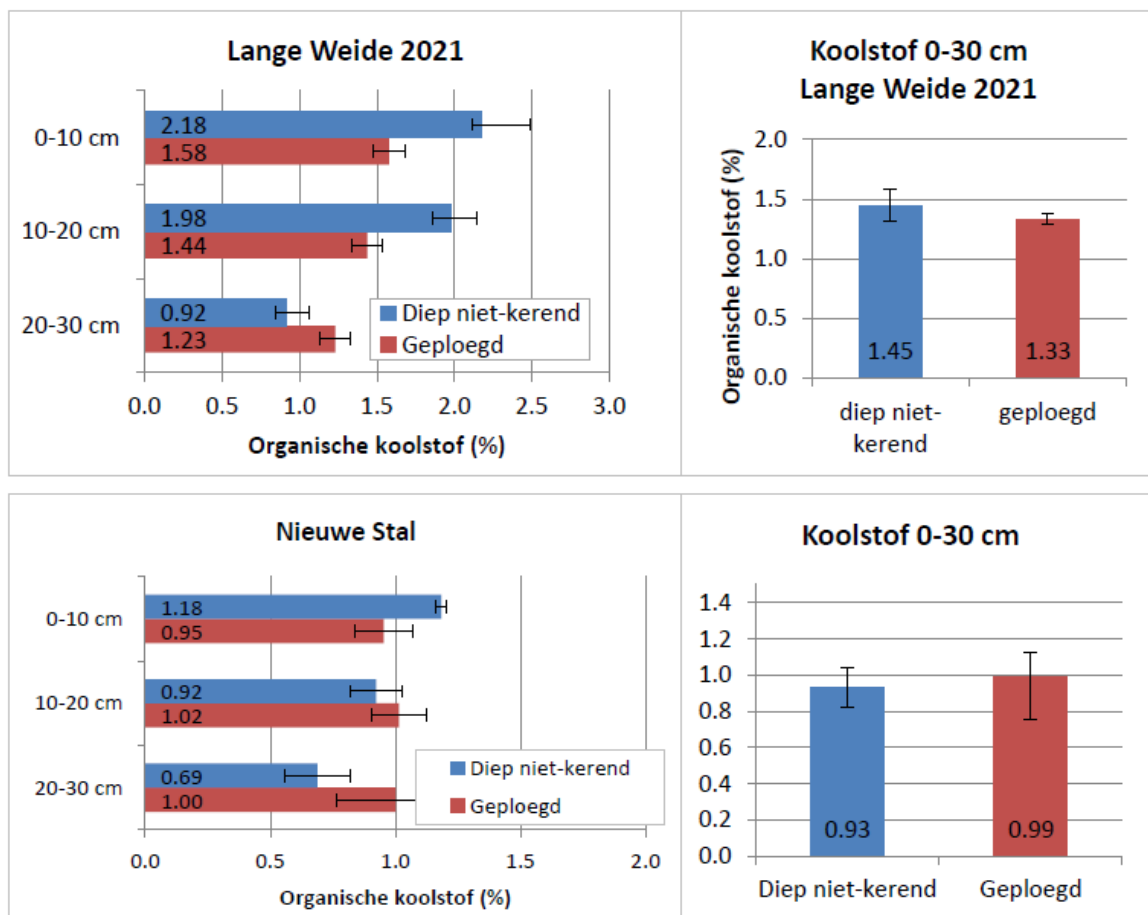 Lange Weide 2021
0-10 cm
2.18
1.58
10-20 cm
1.98
1.44
20-30 cm
0.92
1.23
Diep niet-kerend
Geploegd
0.0 0.5 1.0 1.5 2.0 2.5 3.0
Organische koolstof (%)
Koolstof 0-30 cm
Lange Weide 2021
Organische koolstof (%)
2.0
1.5
1.0
0.5
0.0
1.45
1.33
diep niet-
kerend
geploegd
Nieuwe Stal
0-10 cm
1.18
0.95
10-20 cm
0.92
1.02
20-30 cm
0.69
1.00
Diep niet-kerend
Geploegd
0.0 0.5 1.0 1.5 2.0
Organische koolstof (%)
Koolstof 0-30 cm
1.4
1.2
1.0
0.8
0.6
0.4
0.2
0.0
0.93
0.99
Diep niet-kerend Geploegd